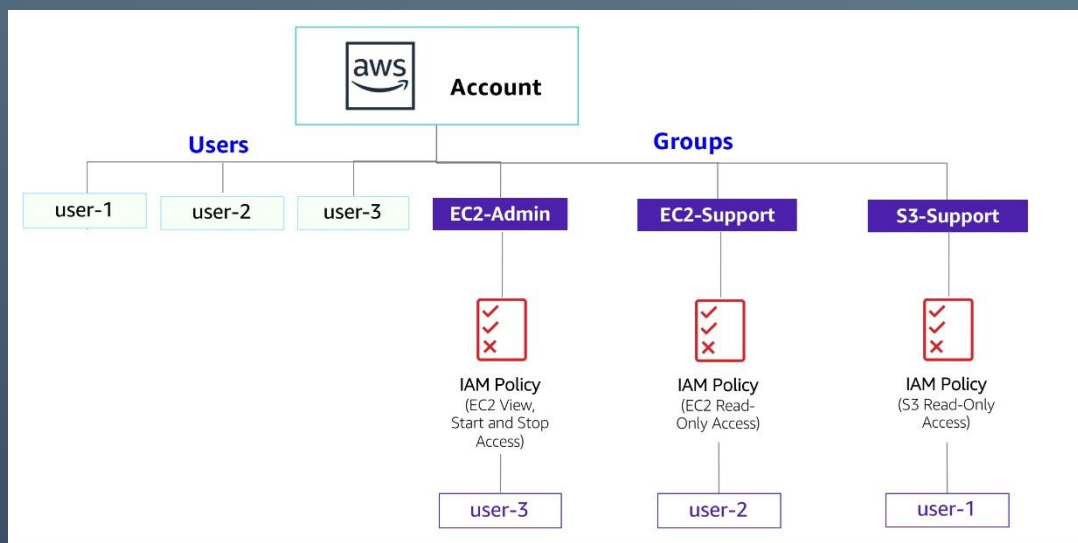 aws
Account
Users
Groups
user-1
user-2
user-3
EC2-Admin
EC2-Support
S3-Support
IAM Policy
(EC2 View,
Start and Stop
Access)
IAM Policy
(EC2 Read-
Only Access)
IAM Policy
(S3 Read-Only
Access)
user-3
user-2
user-1